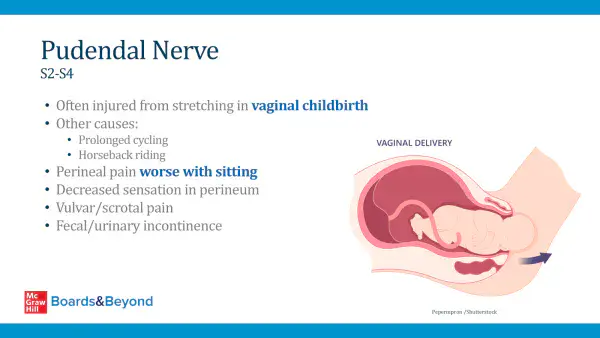 Pudendal Nerve
S2-S4
• Often injured from stretching in vaginal childbirth
• Other causes:
• Prolonged cycling
• Horseback riding
• Perineal pain worse with sitting
• Decreased sensation in perineum
• Vulvar/scrotal pain
• Fecal/urinary incontinence
VAGINAL DELIVERY
Mc
Graw
Hill
Boards&Beyond
Papercupros /Shutterstock